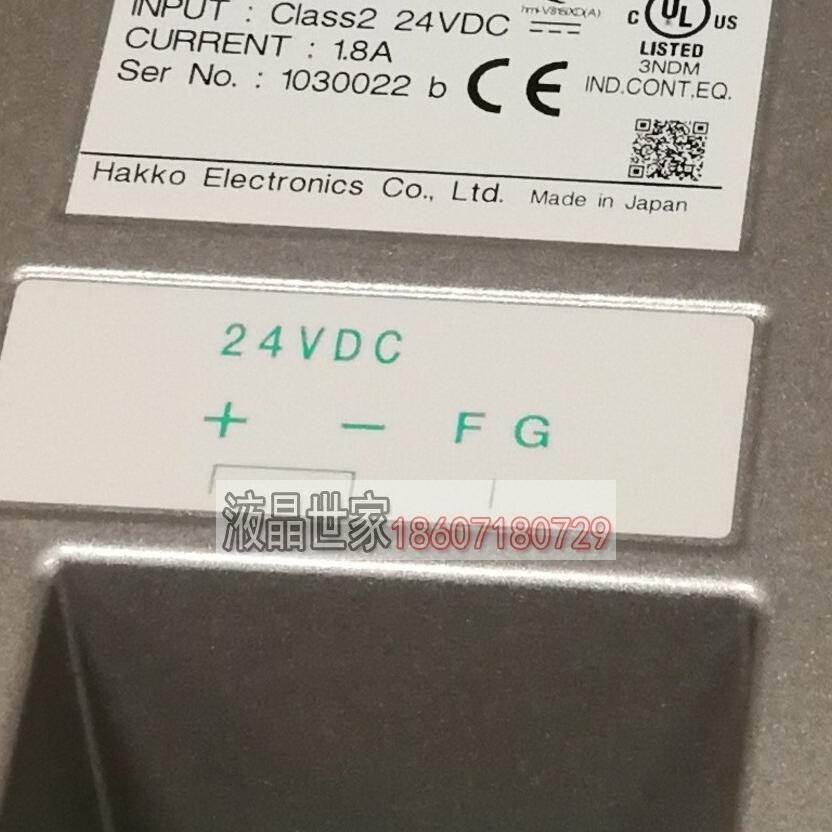 INPUT : Class2 24VDC
CURRENT : 1.8A
Ser No. : 1030022 b
CE
C UL US
LISTED
3NDM
IND.CONT.EQ.
Hakko Electronics Co., Ltd. Made in Japan
24VDC
+ − FG
液晶世家18607180729